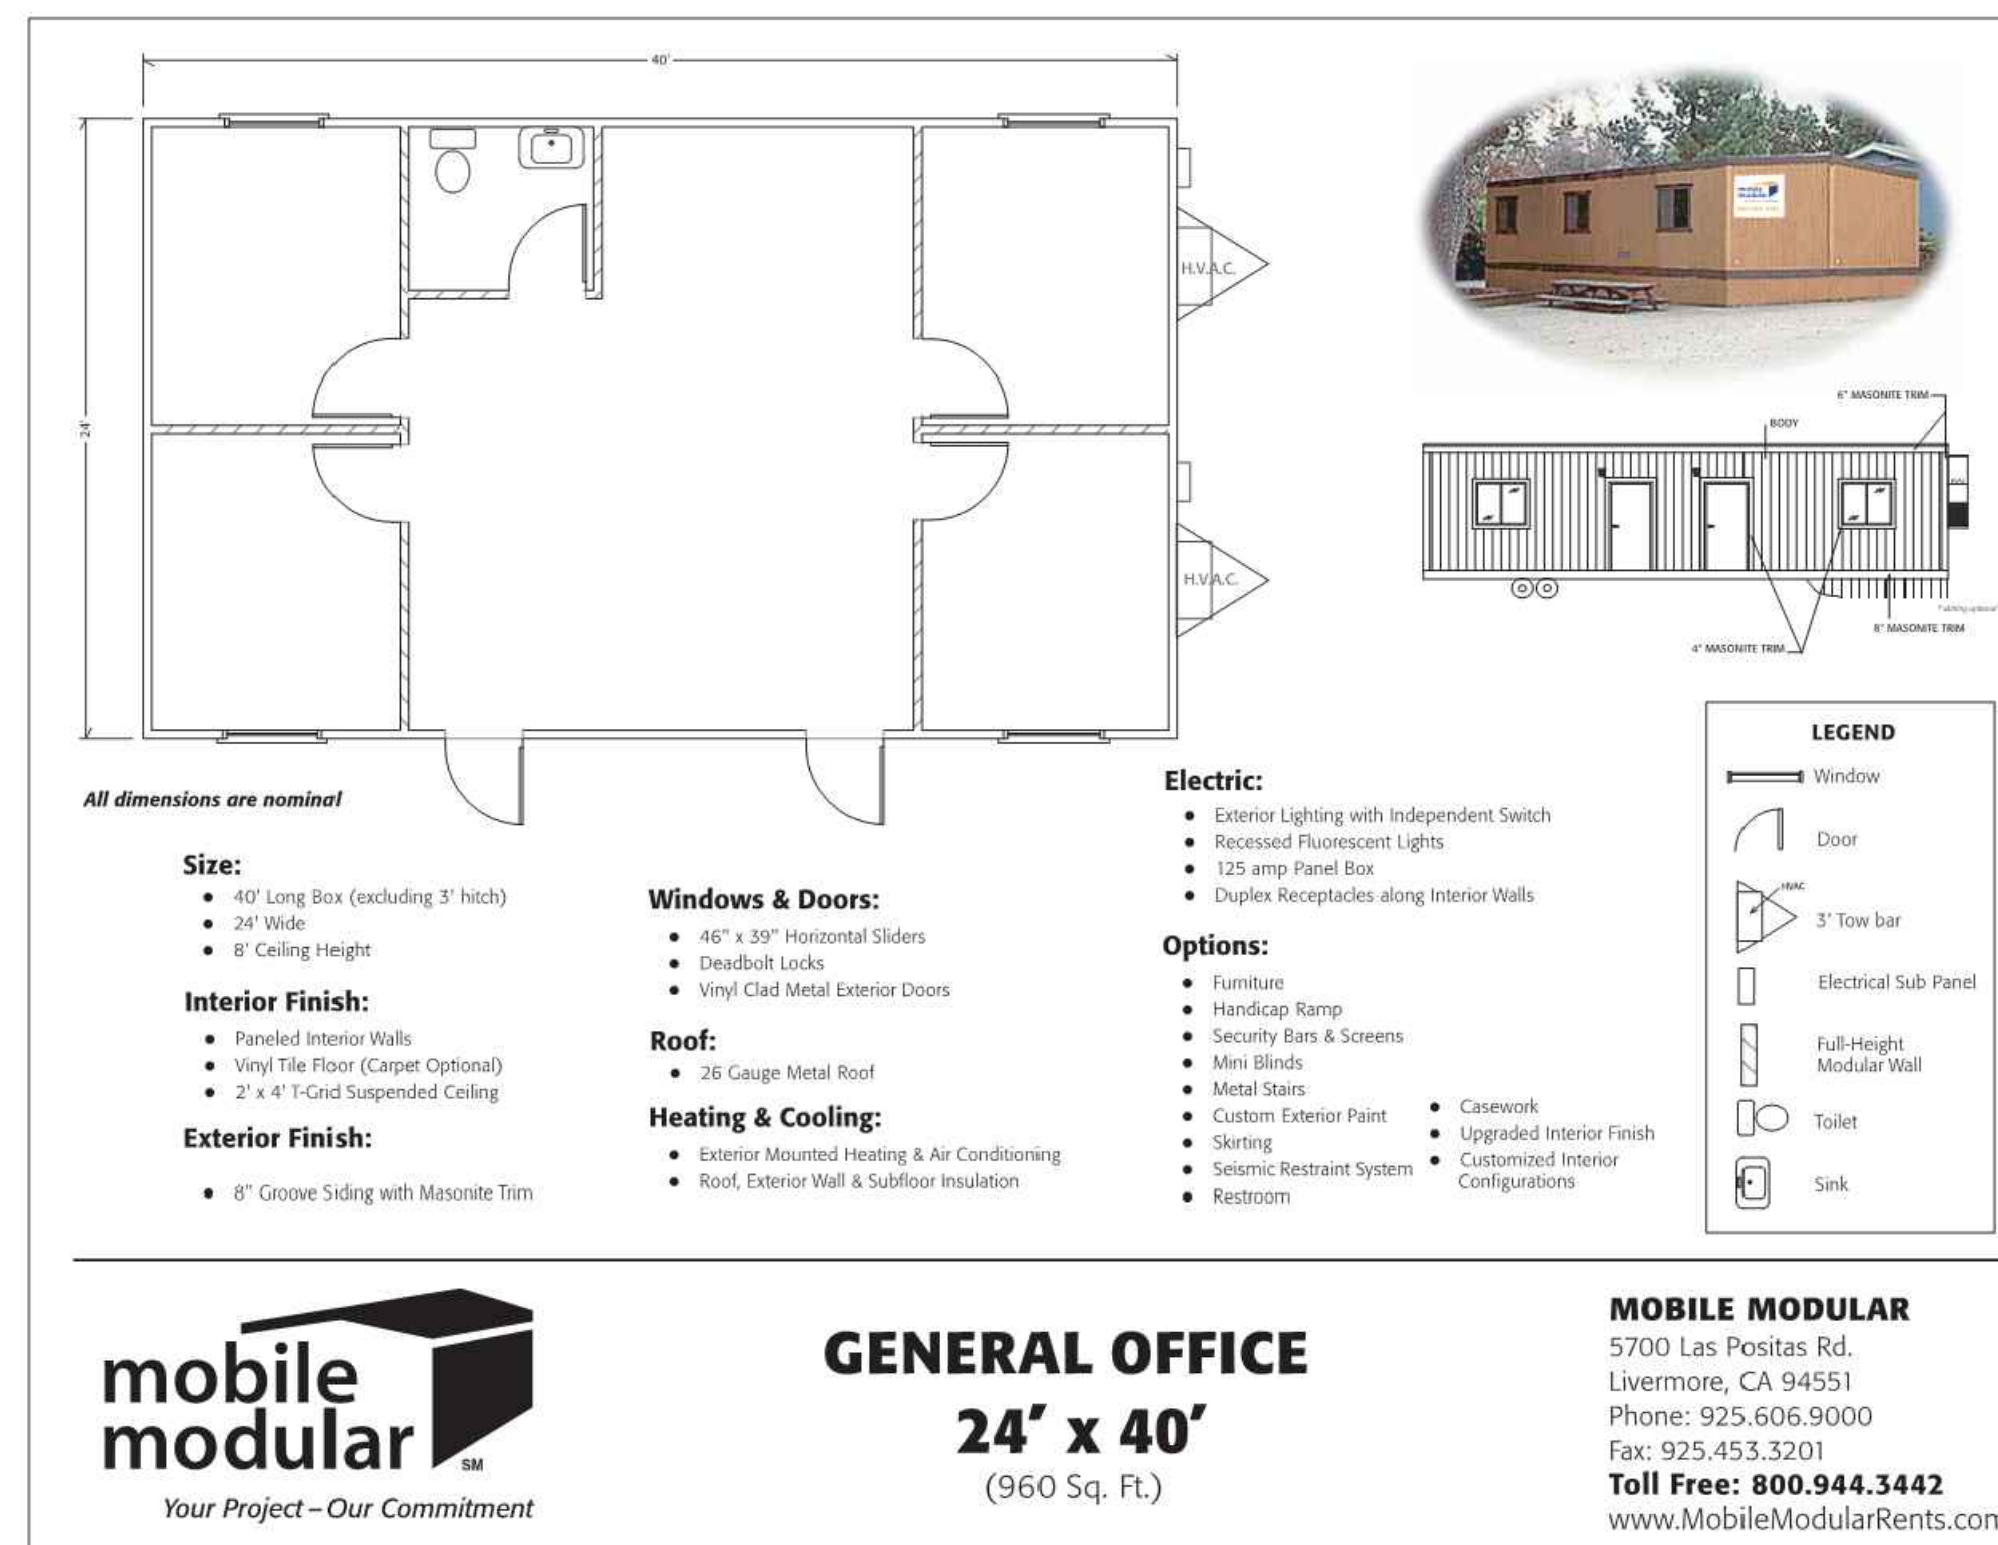 40'
24'
H.V.A.C.
H.V.A.C.
mobile
modular
6" MASONITE TRIM
BODY
8" MASONITE TRIM
4" MASONITE TRIM
All dimensions are nominal
Size:
● 40' Long Box (excluding 3' hitch)
● 24' Wide
● 8' Ceiling Height
Interior Finish:
● Paneled Interior Walls
● Vinyl Tile Floor (Carpet Optional)
● 2' x 4' T-Grid Suspended Ceiling
Exterior Finish:
● 8" Groove Siding with Masonite Trim
Windows & Doors:
● 46" x 39" Horizontal Sliders
● Deadbolt Locks
● Vinyl Clad Metal Exterior Doors
Roof:
● 26 Gauge Metal Roof
Heating & Cooling:
● Exterior Mounted Heating & Air Conditioning
● Roof, Exterior Wall & Subfloor Insulation
Electric:
● Exterior Lighting with Independent Switch
● Recessed Fluorescent Lights
● 125 amp Panel Box
● Duplex Receptacles along Interior Walls
Options:
● Furniture
● Handicap Ramp
● Security Bars & Screens
● Mini Blinds
● Metal Stairs
● Custom Exterior Paint
● Skirting
● Seismic Restraint System
● Restroom
● Casework
● Upgraded Interior Finish
● Customized Interior
Configurations
LEGEND
Window
Door
HVAC
3' Tow bar
Electrical Sub Panel
Full-Height
Modular Wall
Toilet
Sink
mobile
modular
SM
Your Project – Our Commitment
GENERAL OFFICE
24' x 40'
(960 Sq. Ft.)
MOBILE MODULAR
5700 Las Positas Rd.
Livermore, CA 94551
Phone: 925.606.9000
Fax: 925.453.3201
Toll Free: 800.944.3442
www.MobileModularRents.com